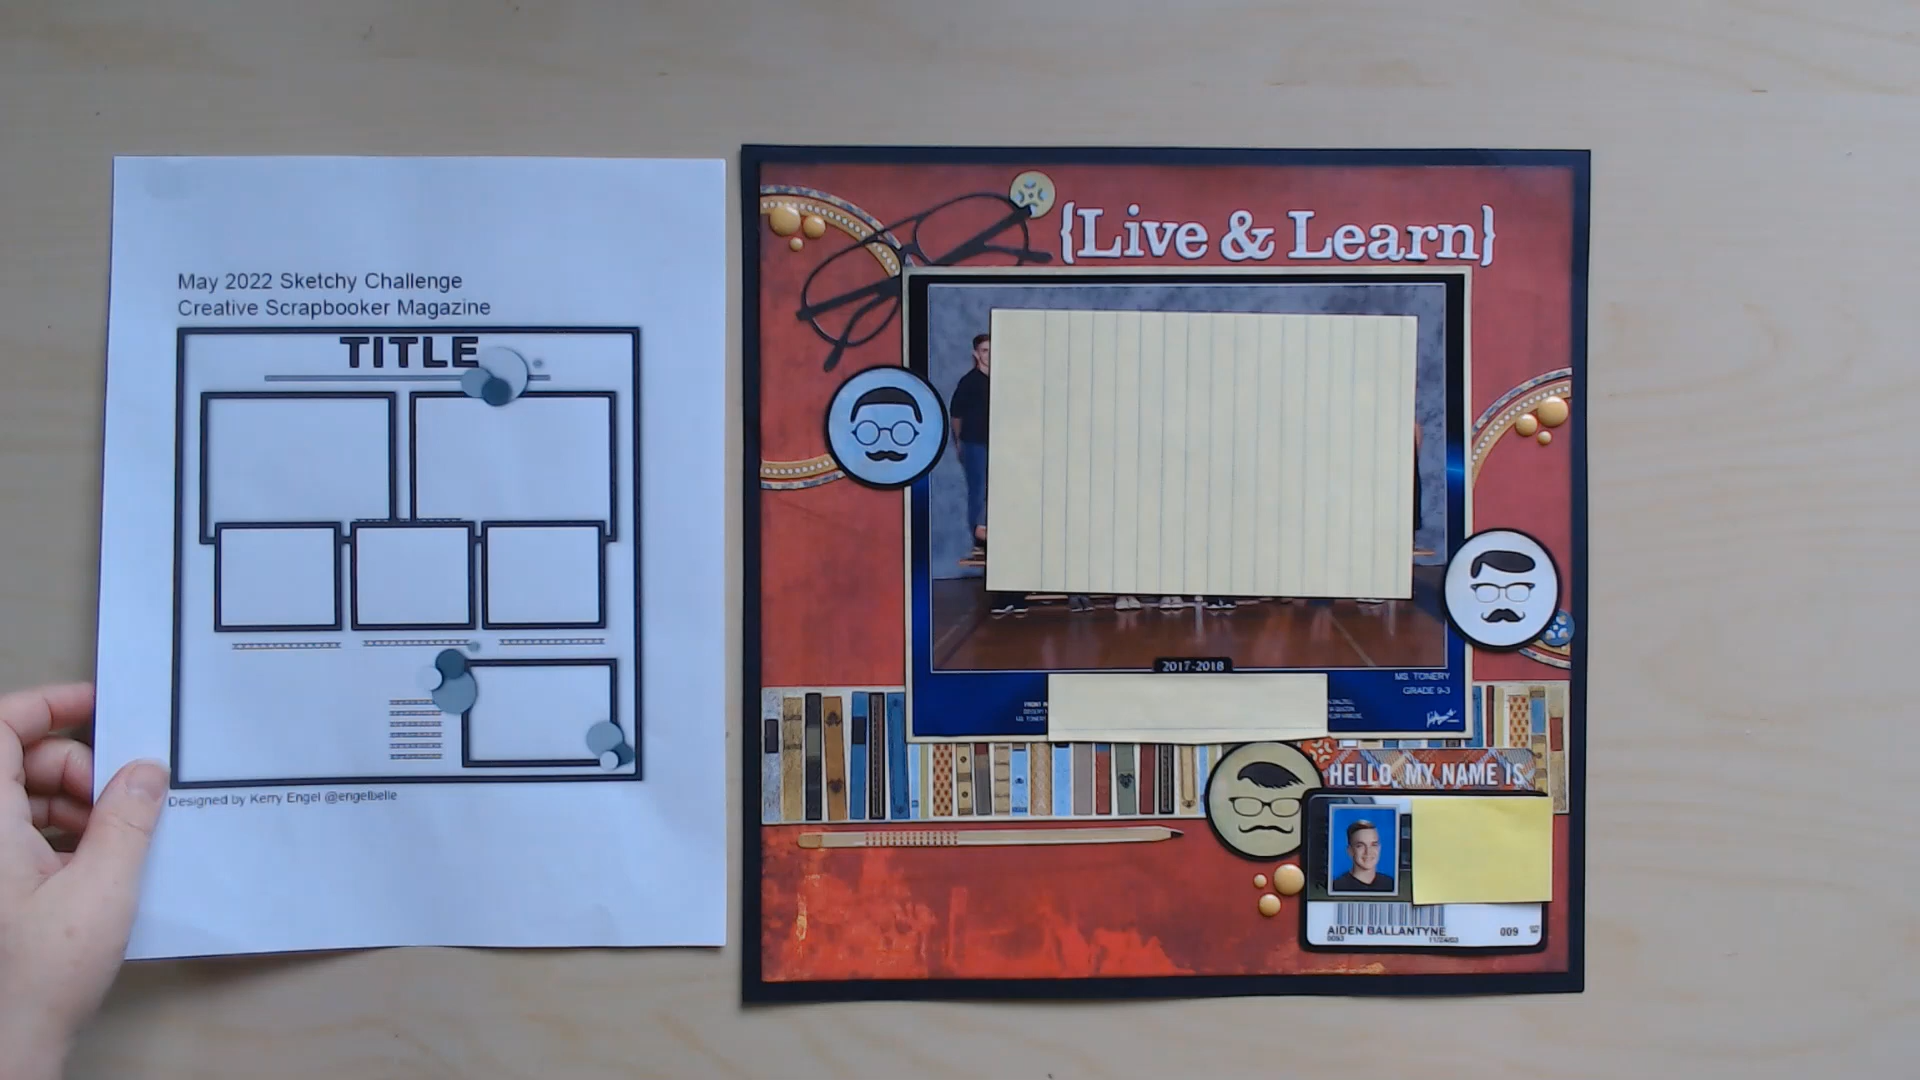 May 2022 Sketchy Challenge
Creative Scrapbooker Magazine
TITLE
Designed by Kerry Engel @engelbelle
{Live & Learn}
2017-2018
MS. TONERY
GRADE 9-3
HELLO, MY NAME IS
AIDEN BALLANTYNE
009